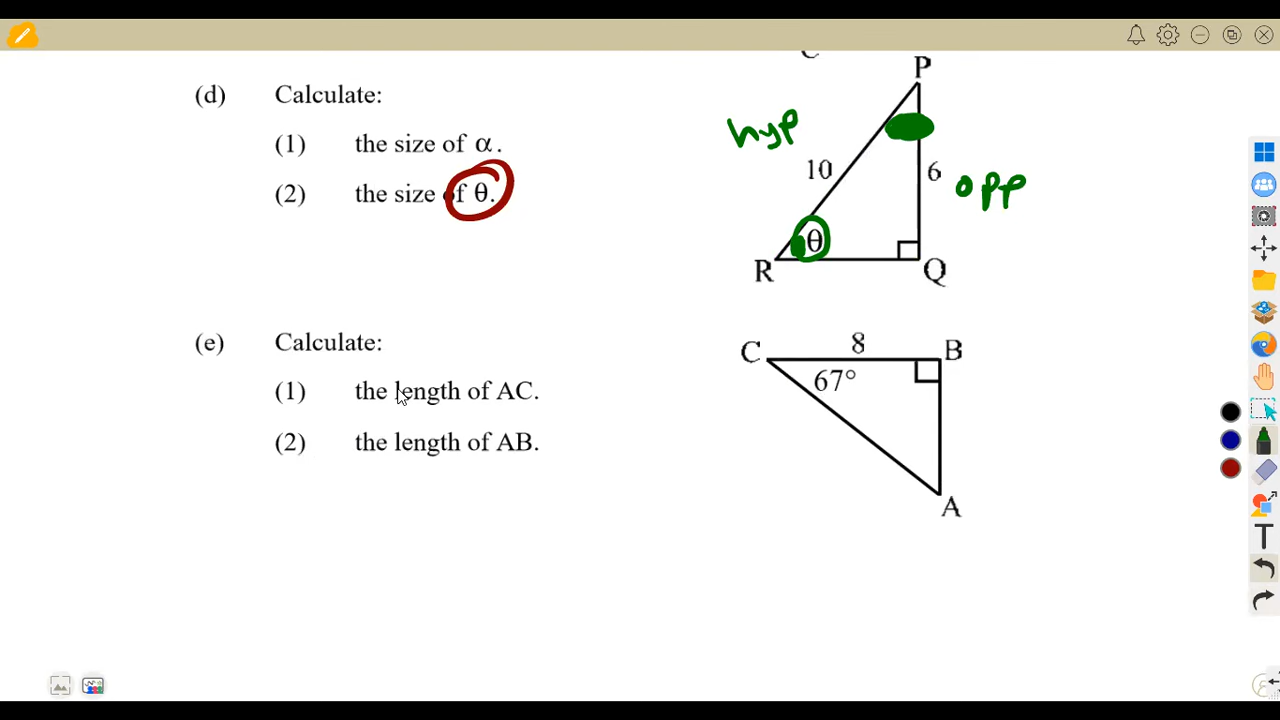 P
(d) Calculate:
hyp
(1) the size of α.
10
6
(2) the size of θ.
opp
θ
R
Q
(e) Calculate:
8
C
B
67°
(1) the length of AC.
(2) the length of AB.
A
T